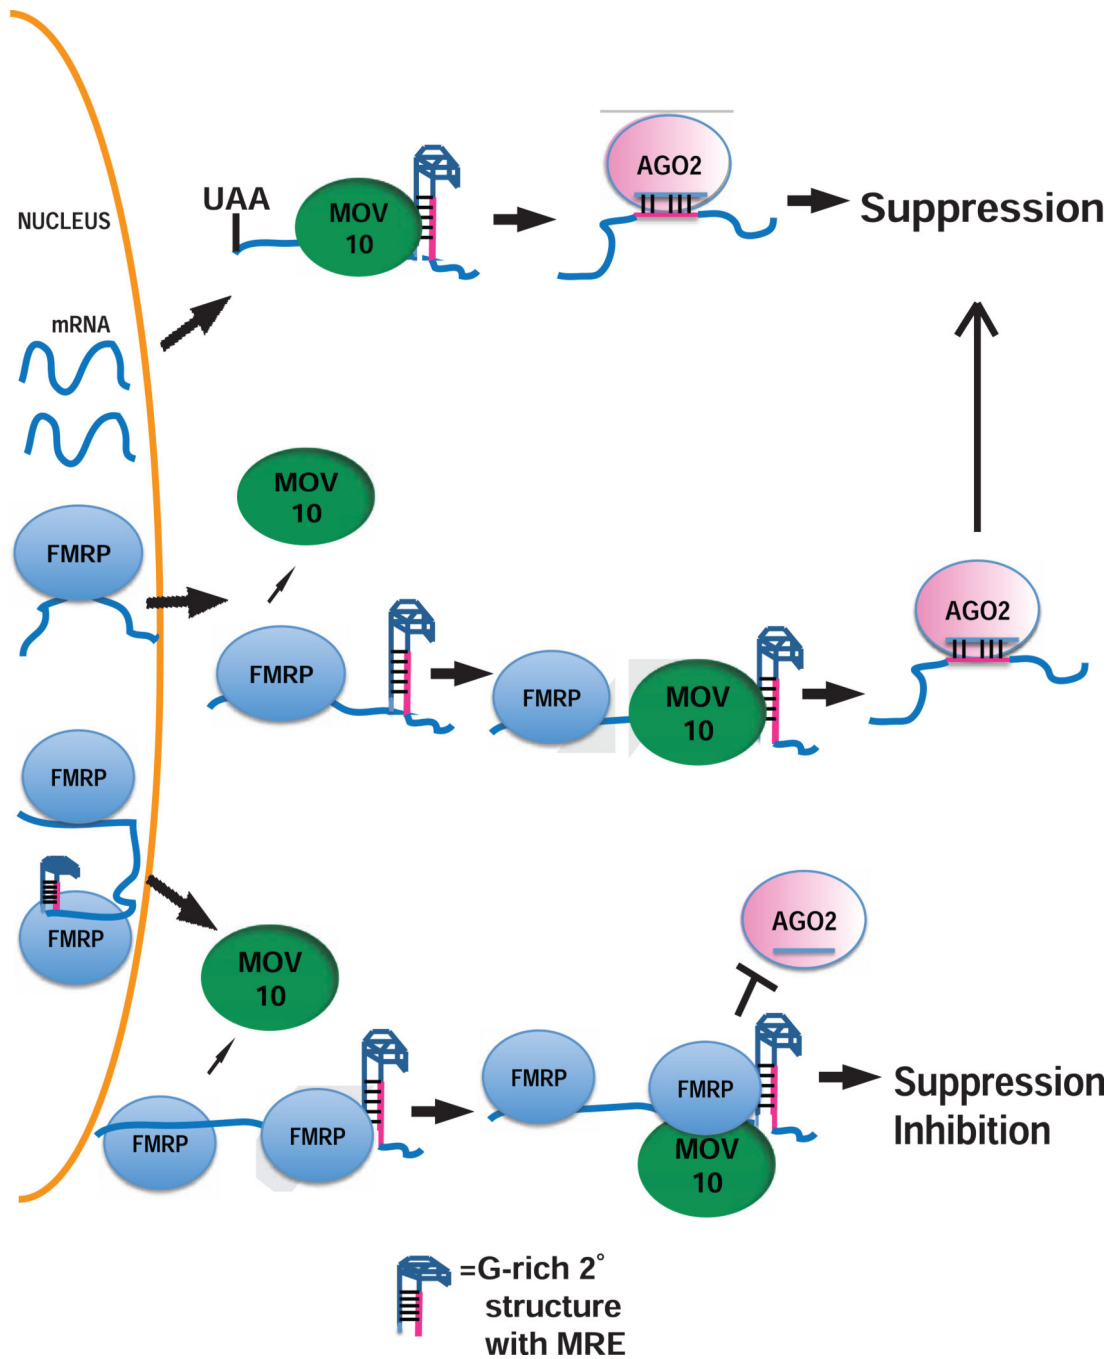 NUCLEUS
mRNA
UAA
MOV
10
AGO2
Suppression
MOV
10
FMRP
FMRP
FMRP
MOV
10
AGO2
FMRP
FMRP
MOV
10
AGO2
FMRP
FMRP
FMRP
FMRP
MOV
10
Suppression
Inhibition
=G-rich 2°
structure
with MRE